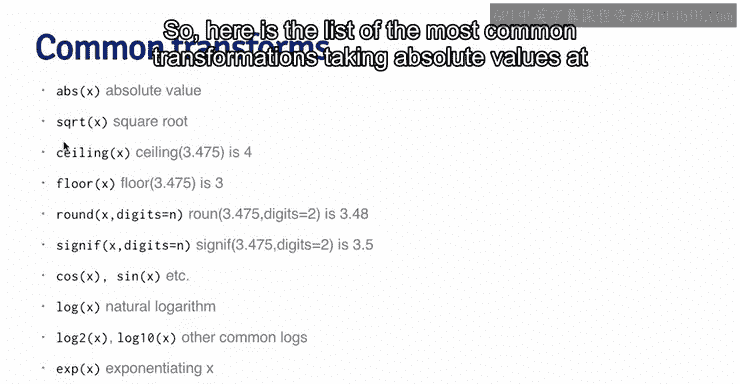 So, here is the list of the most common
transformations taking absolute values at
Common transforms
· abs(x) absolute value
· sqrt(x) square root
· ceiling(x) ceiling(3.475) is 4
· floor(x) floor(3.475) is 3
· round(x,digits=n) roun(3.475,digits=2) is 3.48
· signif(x,digits=n) signif(3.475,digits=2) is 3.5
· cos(x), sin(x) etc.
· log(x) natural logarithm
· log2(x), log10(x) other common logs
· exp(x) exponentiating x